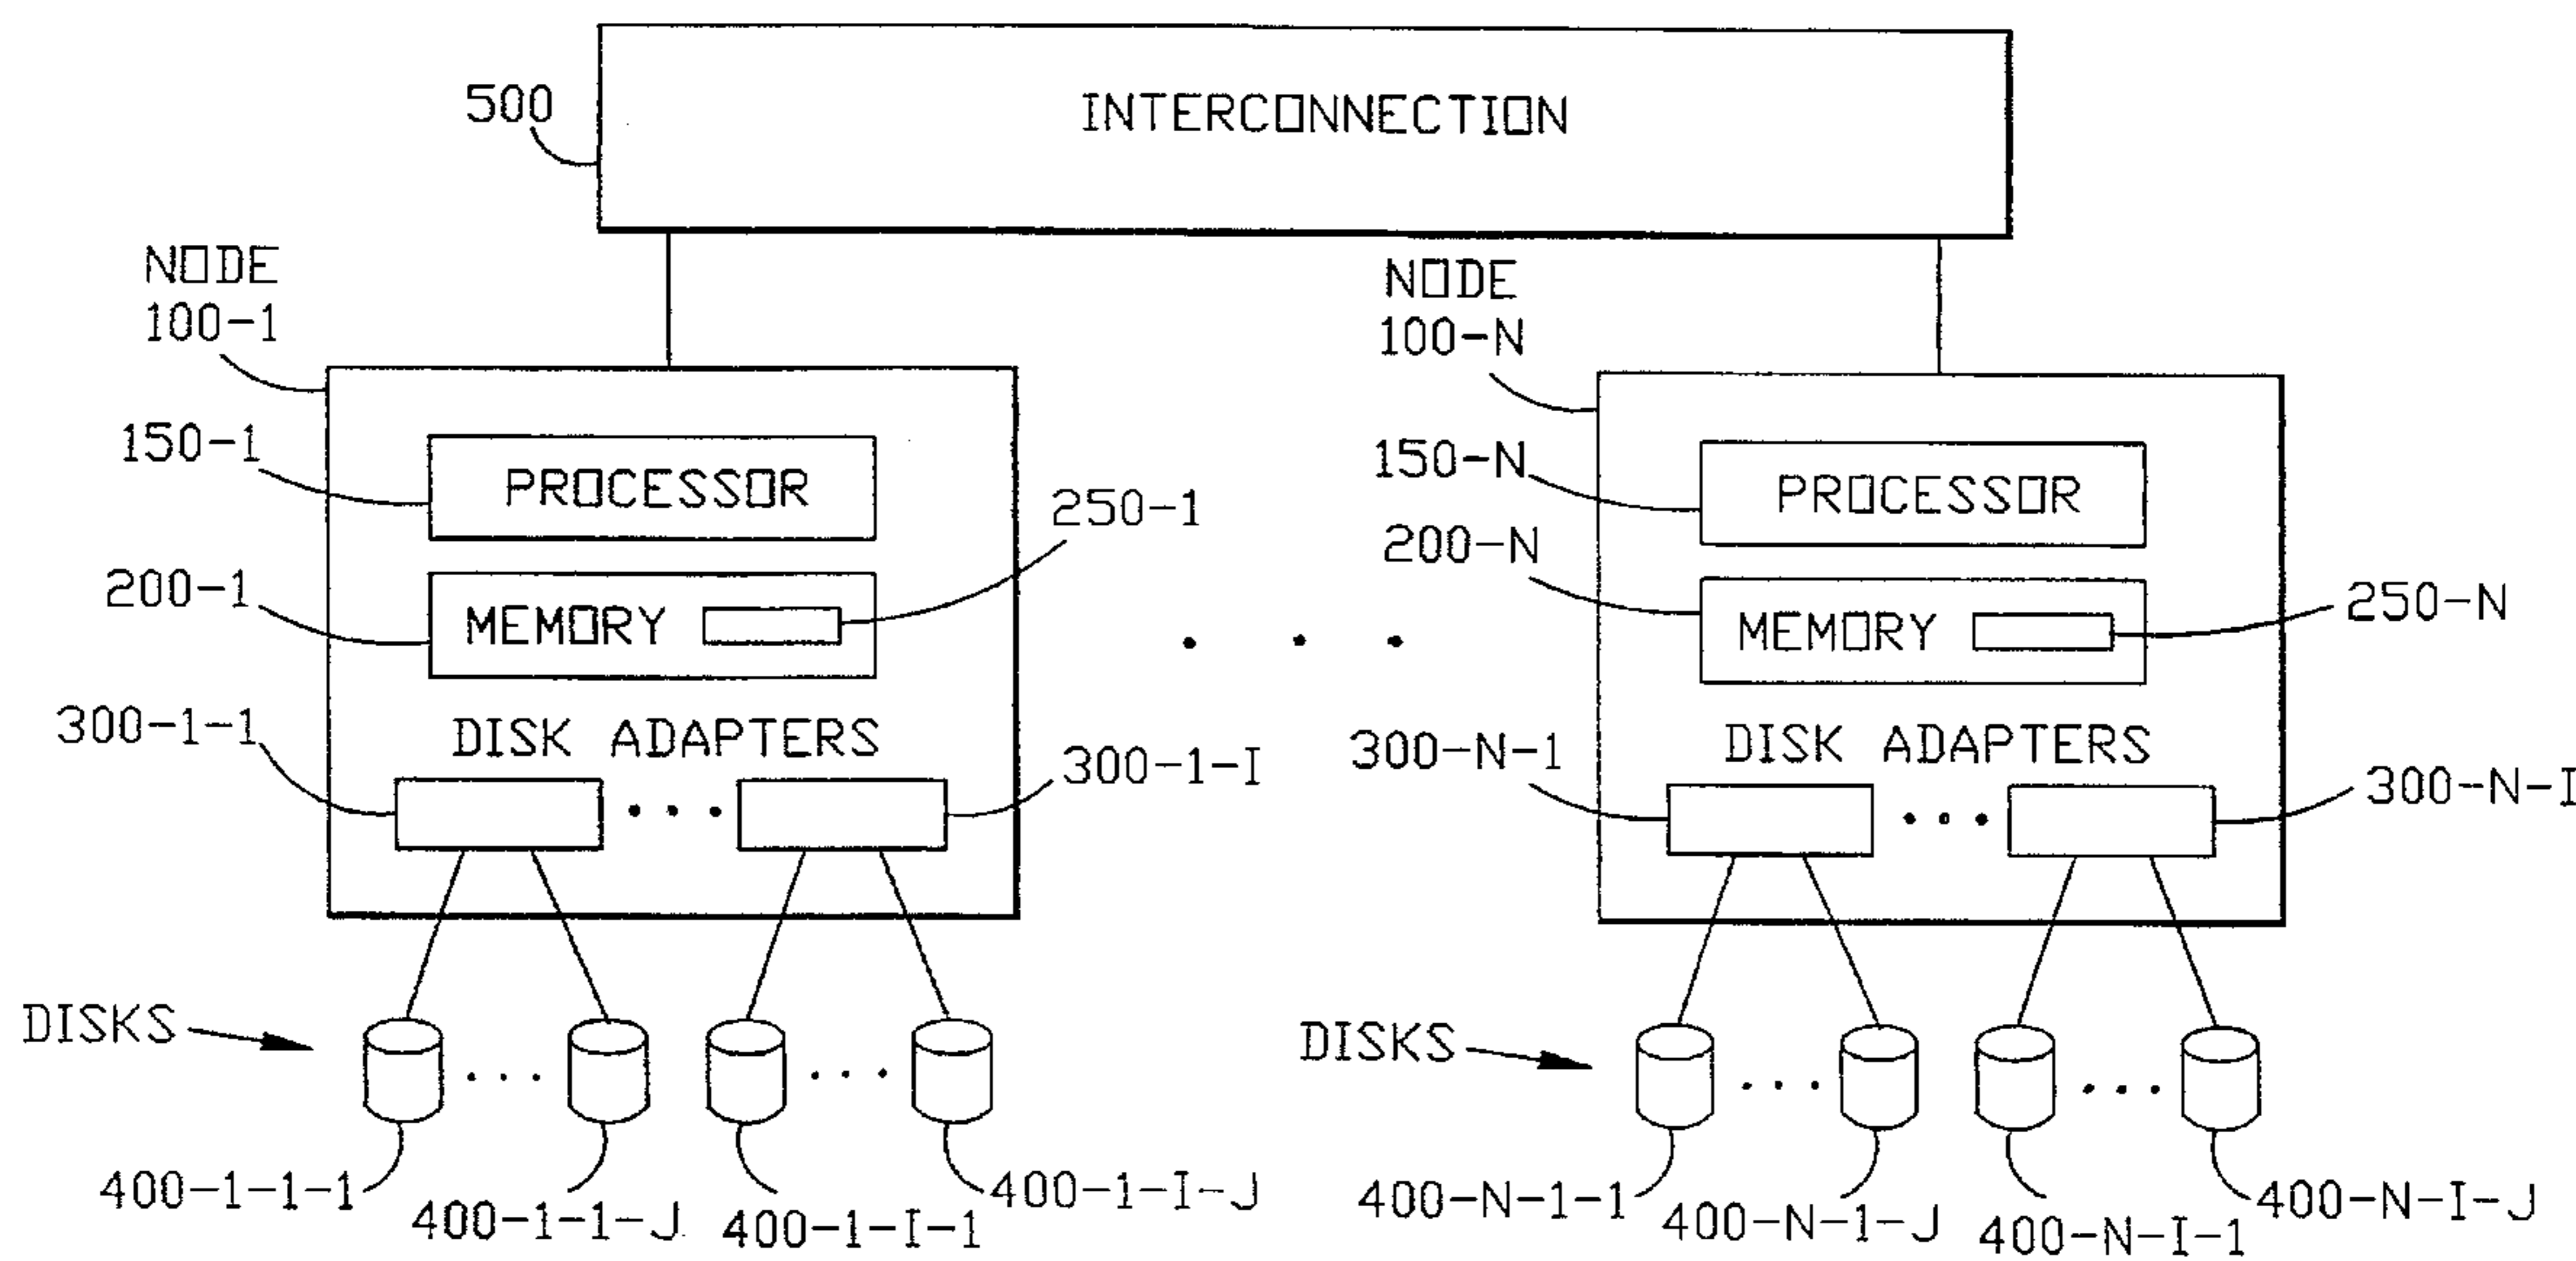 INTERCONNECTION
500
NODE
100-1
150-1
PROCESSOR
250-1
200-1
MEMORY
300-1-1
DISK ADAPTERS
300-1-I
DISKS
400-1-1-1
400-1-1-J
400-1-I-1
400-1-I-J
NODE
100-N
150-N
PROCESSOR
200-N
MEMORY
250-N
300-N-1
DISK ADAPTERS
300-N-I
DISKS
400-N-1-1
400-N-1-J
400-N-I-1
400-N-I-J